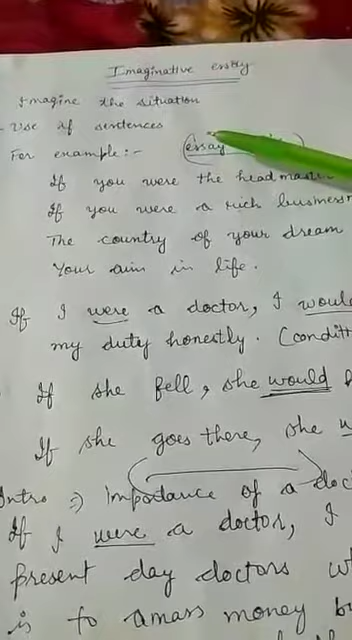 Imaginative essay
Imagine the situation
- Use if sentences
For example :- (essay
If you were the headmaster
If you were a rich business
The country of your dream
Your aim in life.
If I were a doctor, I would
my duty honestly. (condit
If she fell, she would
If she goes there, she
Intro :) importance of a doc
If I were a doctor, I
present day doctors
is to amass money